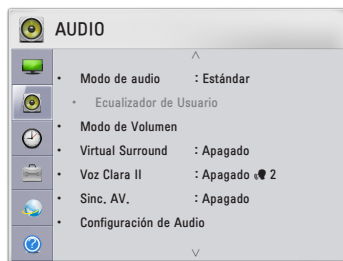 AUDIO
• Modo de audio : Estándar
• Ecualizador de Usuario
• Modo de Volumen
• Virtual Surround : Apagado
• Voz Clara II : Apagado 2
• Sinc. AV. : Apagado
• Configuración de Audio